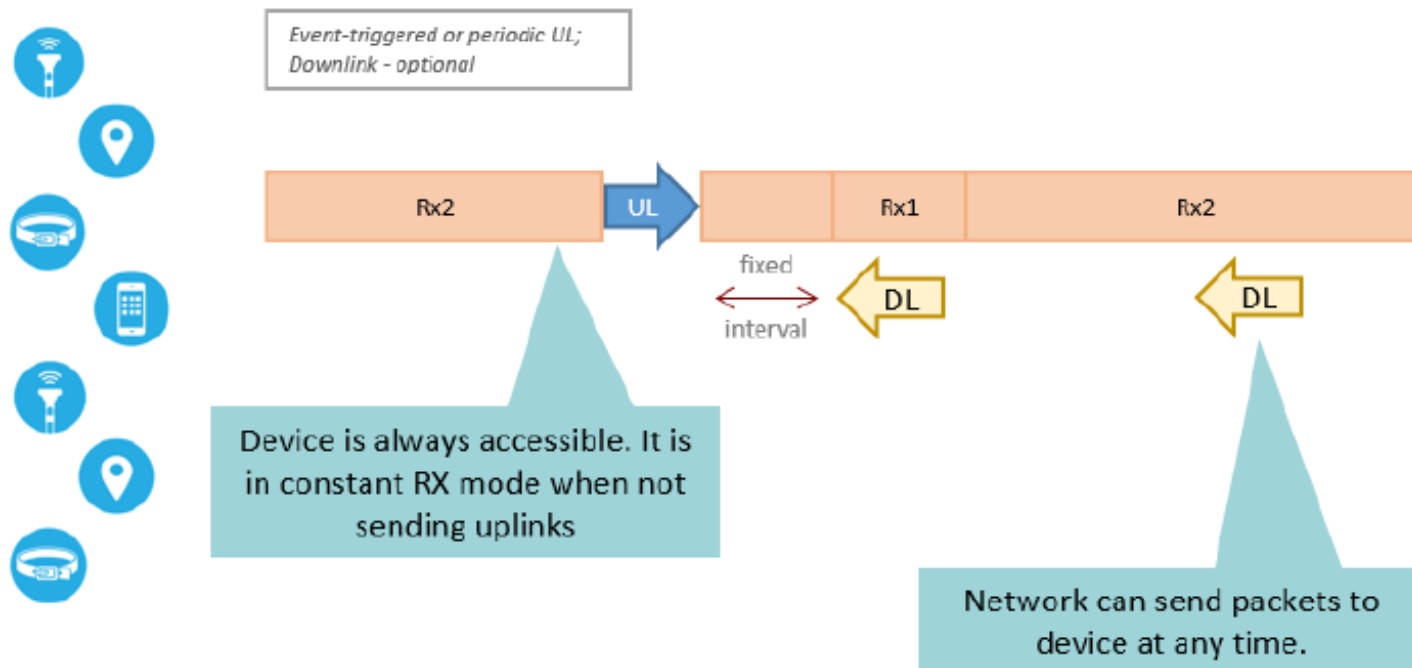 Event-triggered or periodic UL;
Downlink - optional
Rx2
UL
Rx1
Rx2
fixed
interval
DL
DL
Device is always accessible. It is
in constant RX mode when not
sending uplinks
Network can send packets to
device at any time.